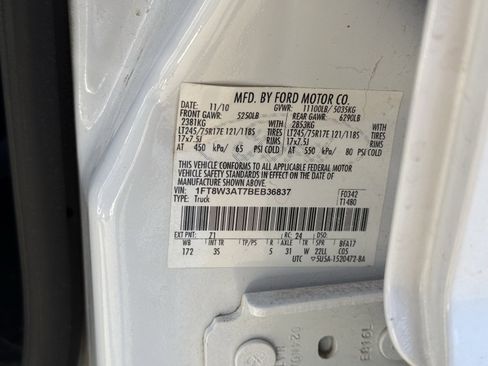 MFD. BY FORD MOTOR CO.
DATE: 11/10 GVWR: 11100LB/ 5035KG
FRONT GAWR: 5250LB REAR GAWR: 6290LB
2381KG WITH 2853KG WITH
LT245/75R17E 121/118S TIRES LT245/75R17E 121/118S TIRES
17x7.5J RIMS 17x7.5J RIMS
AT 450 kPa/ 65 PSI COLD AT 550 kPa/ 80 PSI COLD
THIS VEHICLE CONFORMS TO ALL APPLICABLE FEDERAL MOTOR
VEHICLE SAFETY STANDARDS IN EFFECT ON THE DATE OF
MANUFACTURE SHOWN ABOVE.
VIN: 1FT8W3AT7BEB36837 F0342
TYPE: Truck T1480
EXT PNT: Z1 RC: 24 DSO:
WB INT TR TP/PS R AXLE TR SPR BFA17
172 3S 5 31 W 22LL C05
UTC ▽5U5A-1520472-BA